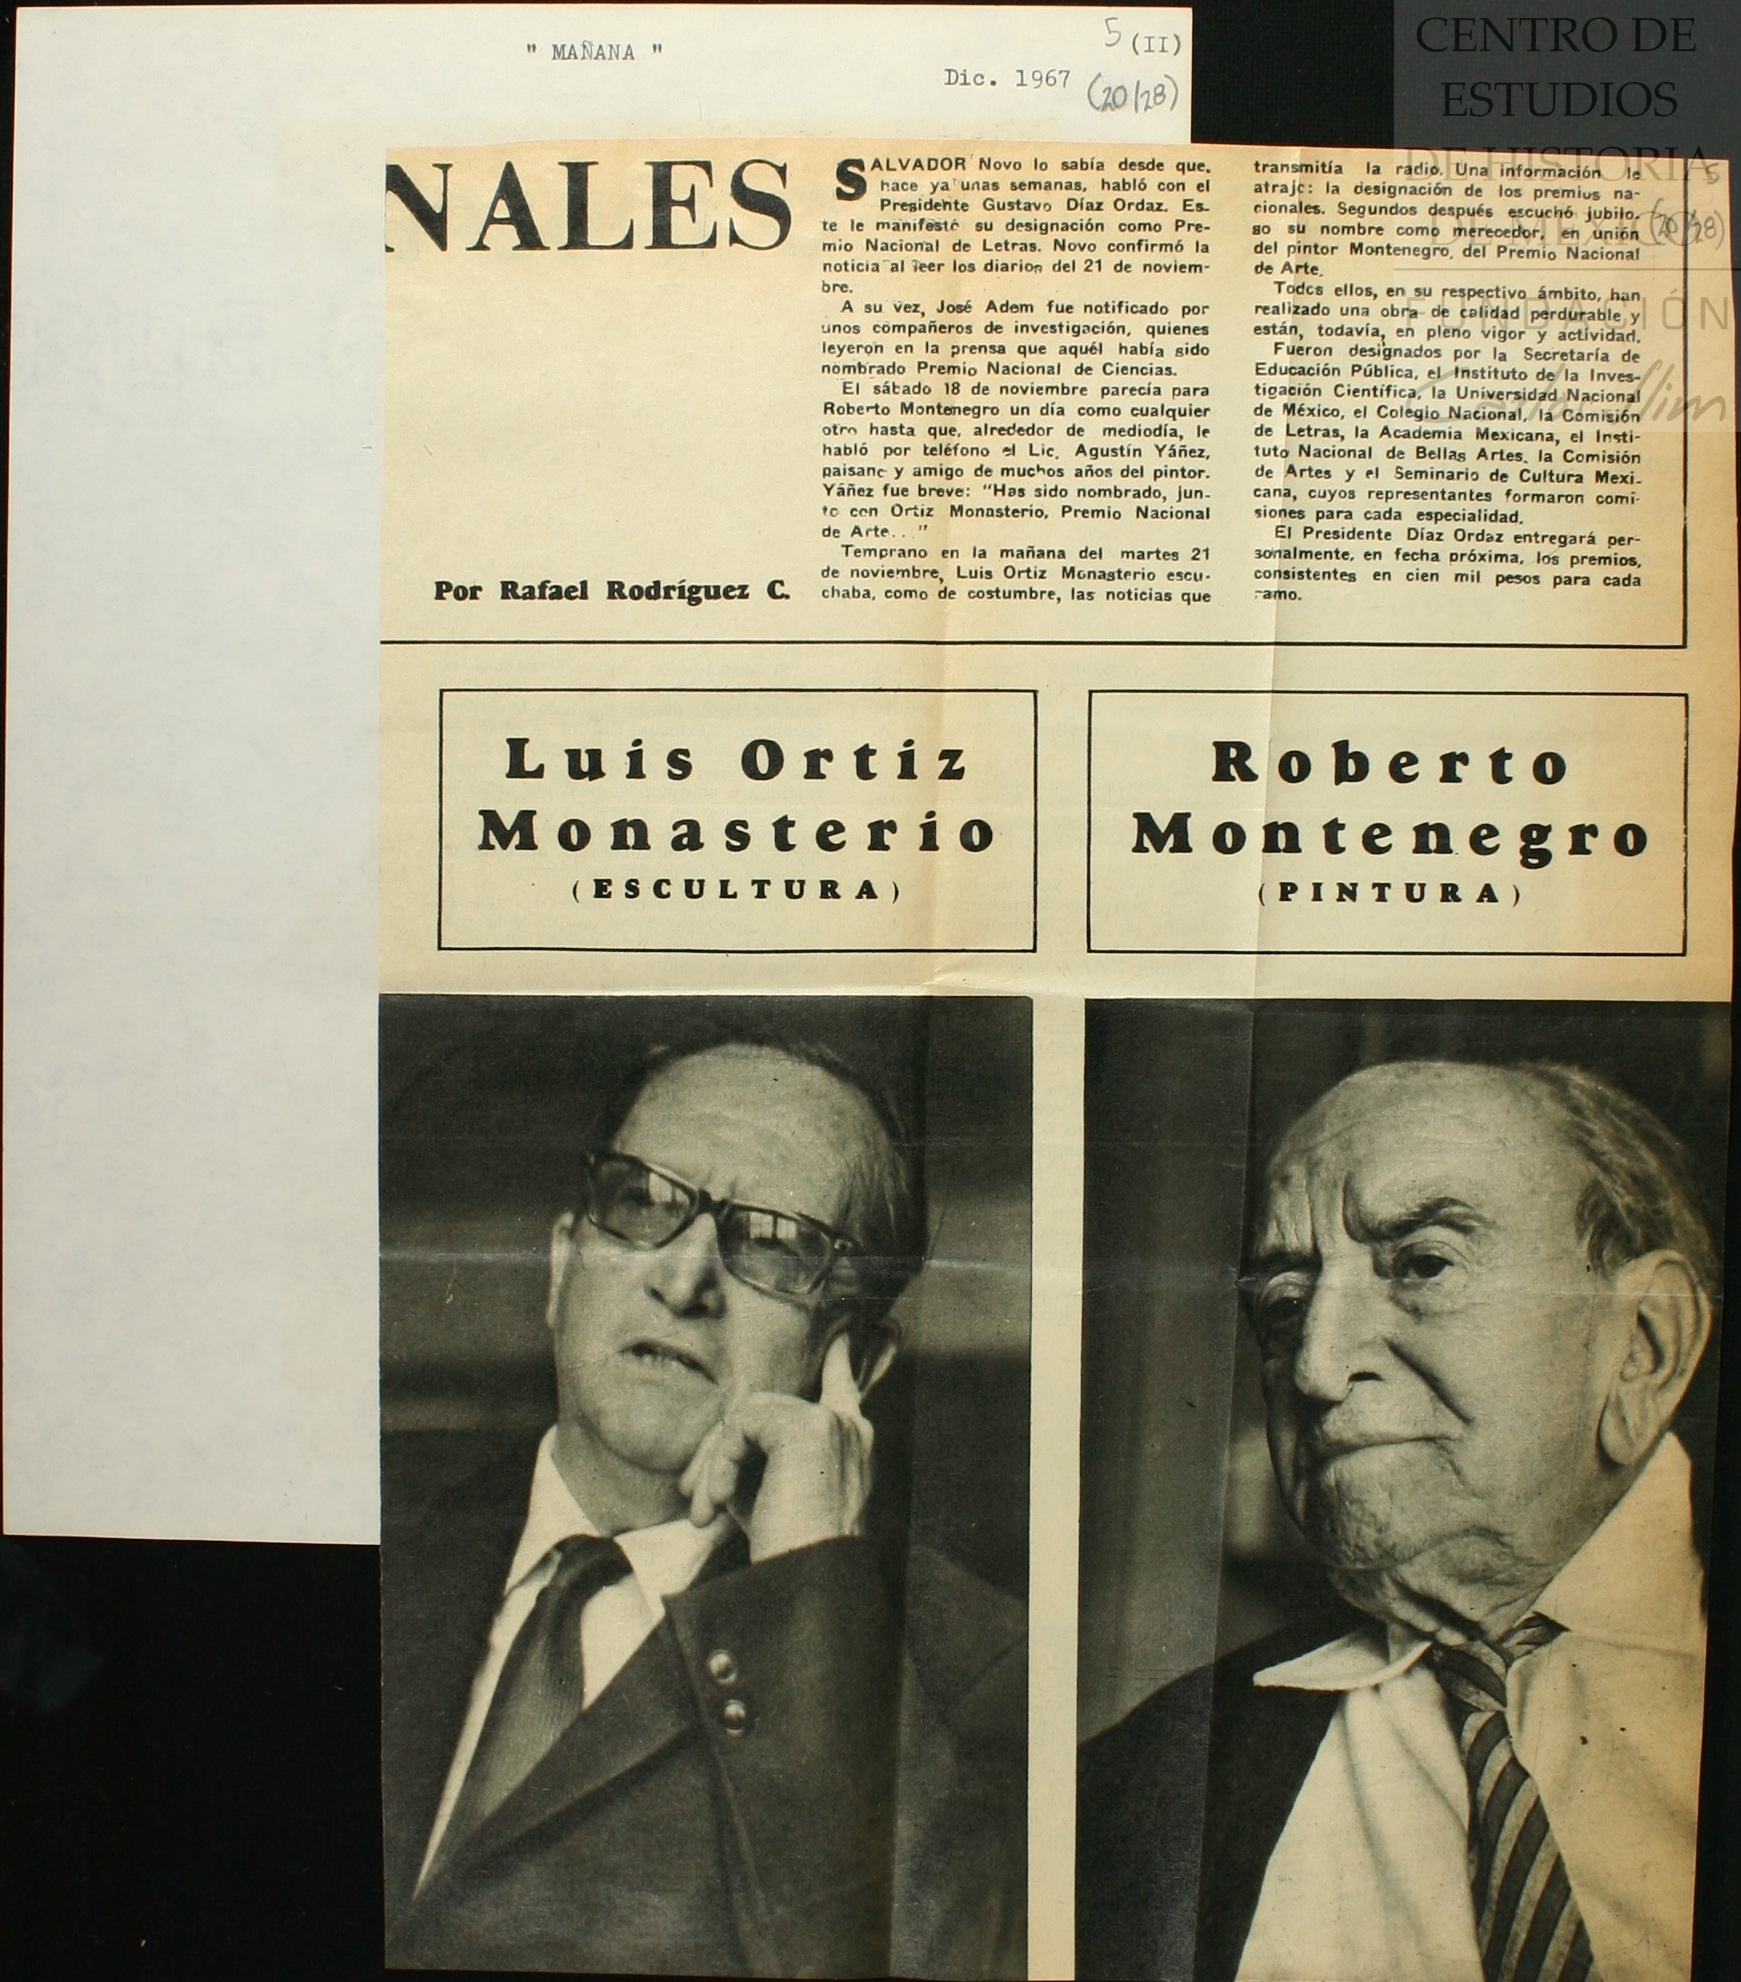 " MAÑANA "
5 (II)
Dic. 1967
(20/28)
CENTRO DE
ESTUDIOS
DE HISTORIA
DE MÉXICO
FUNDACIÓN
Carlos Slim
5
(20/28)
NALES
Por Rafael Rodríguez C.
SALVADOR Novo lo sabía desde que,
hace ya unas semanas, habló con el
Presidente Gustavo Díaz Ordaz. Es-
te le manifestó su designación como Pre-
mio Nacional de Letras. Novo confirmó la
noticia al leer los diarios del 21 de noviem-
bre.
A su vez, José Adem fue notificado por
unos compañeros de investigación, quienes
leyeron en la prensa que aquél había sido
nombrado Premio Nacional de Ciencias.
El sábado 18 de noviembre parecía para
Roberto Montenegro un día como cualquier
otro hasta que, alrededor de mediodía, le
habló por teléfono el Lic. Agustín Yáñez,
paisano y amigo de muchos años del pintor.
Yáñez fue breve: "Has sido nombrado, jun-
to con Ortiz Monasterio, Premio Nacional
de Arte..."
Temprano en la mañana del martes 21
de noviembre, Luis Ortiz Monasterio escu-
chaba, como de costumbre, las noticias que
transmitía la radio. Una información le
atrajo: la designación de los premios na-
cionales. Segundos después escuchó jubilo-
so su nombre como merecedor, en unión
del pintor Montenegro, del Premio Nacional
de Arte.
Todos ellos, en su respectivo ámbito, han
realizado una obra de calidad perdurable y
están, todavía, en pleno vigor y actividad.
Fueron designados por la Secretaría de
Educación Pública, el Instituto de la Inves-
tigación Científica, la Universidad Nacional
de México, el Colegio Nacional, la Comisión
de Letras, la Academia Mexicana, el Insti-
tuto Nacional de Bellas Artes, la Comisión
de Artes y el Seminario de Cultura Mexi-
cana, cuyos representantes formaron comi-
siones para cada especialidad.
El Presidente Díaz Ordaz entregará per-
sonalmente, en fecha próxima, los premios,
consistentes en cien mil pesos para cada
ramo.
Luis Ortiz
Monasterio
(ESCULTURA)
Roberto
Montenegro
(PINTURA)